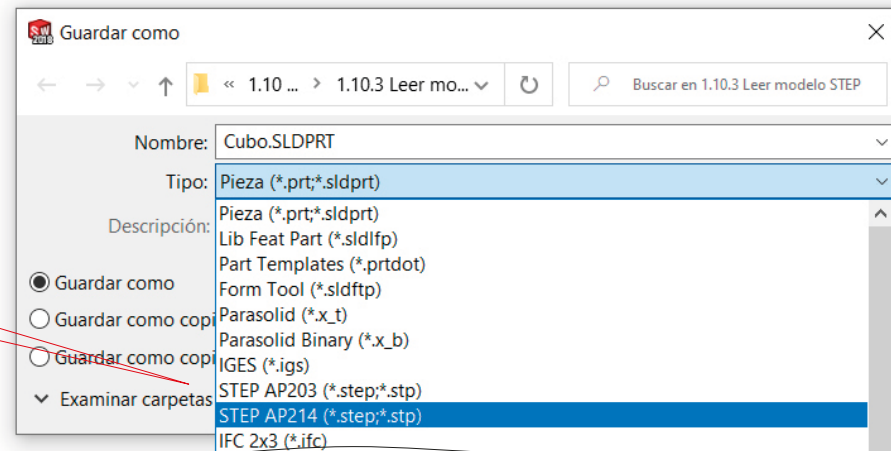 SW
2018
Guardar como
« 1.10 ... > 1.10.3 Leer mo...
Buscar en 1.10.3 Leer modelo STEP
Nombre: Cubo.SLDPRT
Tipo: Pieza (*.prt;*.sldprt)
Descripción:
Pieza (*.prt;*.sldprt)
Lib Feat Part (*.sldlfp)
Part Templates (*.prtdot)
Form Tool (*.sldftp)
Parasolid (*.x_t)
Parasolid Binary (*.x_b)
IGES (*.igs)
STEP AP203 (*.step;*.stp)
STEP AP214 (*.step;*.stp)
IFC 2x3 (*.ifc)
Guardar como
Guardar como copi
Guardar como copi
Examinar carpetas